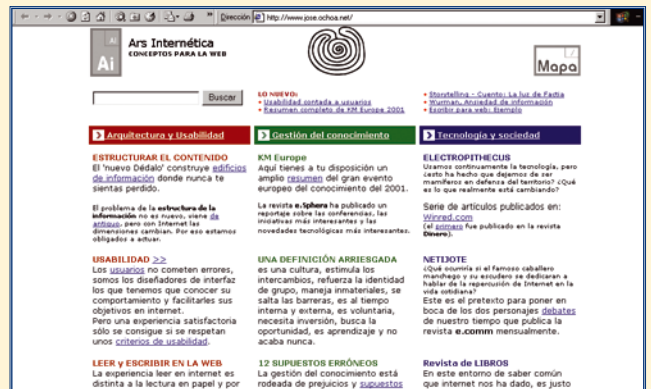 Dirección http://www.jose.ochoa.net/
Ai
Ai
Ars Internética
CONCEPTOS PARA LA WEB
Mapa
Buscar
LO NUEVO:
• Usabilidad contada a usuarios
• Resumen completo de KM Europe 2001
• Storytelling - Cuento: La luz de Factia
• Wurman, Ansiedad de información
• Escribir para web: Ejemplo
Arquitectura y Usabilidad
ESTRUCTURAR EL CONTENIDO
El 'nuevo Dédalo' construye edificios
de información donde nunca te
sientas perdido.
El problema de la estructura de la
información no es nuevo, viene de
antiguo, pero con Internet las
dimensiones cambian. Por eso estamos
obligados a actuar.
USABILIDAD >>
Los usuarios no cometen errores,
somos los diseñadores de interfaz
los que tenemos que conocer su
comportamiento y facilitarles sus
objetivos en internet.
Pero una experiencia satisfactoria
sólo se consigue si se respetan
unos criterios de usabilidad.
LEER y ESCRIBIR EN LA WEB
La experiencia leer en internet es
distinta a la lectura en papel y por
Gestión del conocimiento
KM Europe
Aquí tienes a tu disposición un
amplio resumen del gran evento
europeo del conocimiento del 2001.
La revista e.Sphera ha publicado un
reportaje sobre las conferencias, las
iniciativas más interesantes y las
novedades tecnológicas más interesantes.
UNA DEFINICIÓN ARRIESGADA
es una cultura, estimula los
intercambios, refuerza la identidad
de grupo, maneja inmateriales, se
salta las barreras, es al tiempo
interna y externa, es voluntaria,
necesita inversión, busca la
oportunidad, es aprendizaje y no
acaba nunca.
12 SUPUESTOS ERRÓNEOS
La gestión del conocimiento está
rodeada de prejuicios y supuestos
Tecnología y sociedad
ELECTROPITHECUS
Usamos continuamente la tecnología, pero
¿esto ha hecho que dejemos de ser
mamíferos en defensa del territorio? ¿Qué
es lo que realmente está cambiando?
Serie de artículos publicados en:
Winred.com
(el primero fue publicado en la revista
Dinero).
NETIJOTE
¿Qué ocurriría si el famoso caballero
manchego y su escudero se dedicaran a
hablar de la repercusión de Internet en la
vida cotidiana?
Este es el pretexto para poner en
boca de los dos personajes debates
de nuestro tiempo que publica la
revista e.comm mensualmente.
Revista de LIBROS
En este entorno de saber común
que internet nos ha dado, es justo